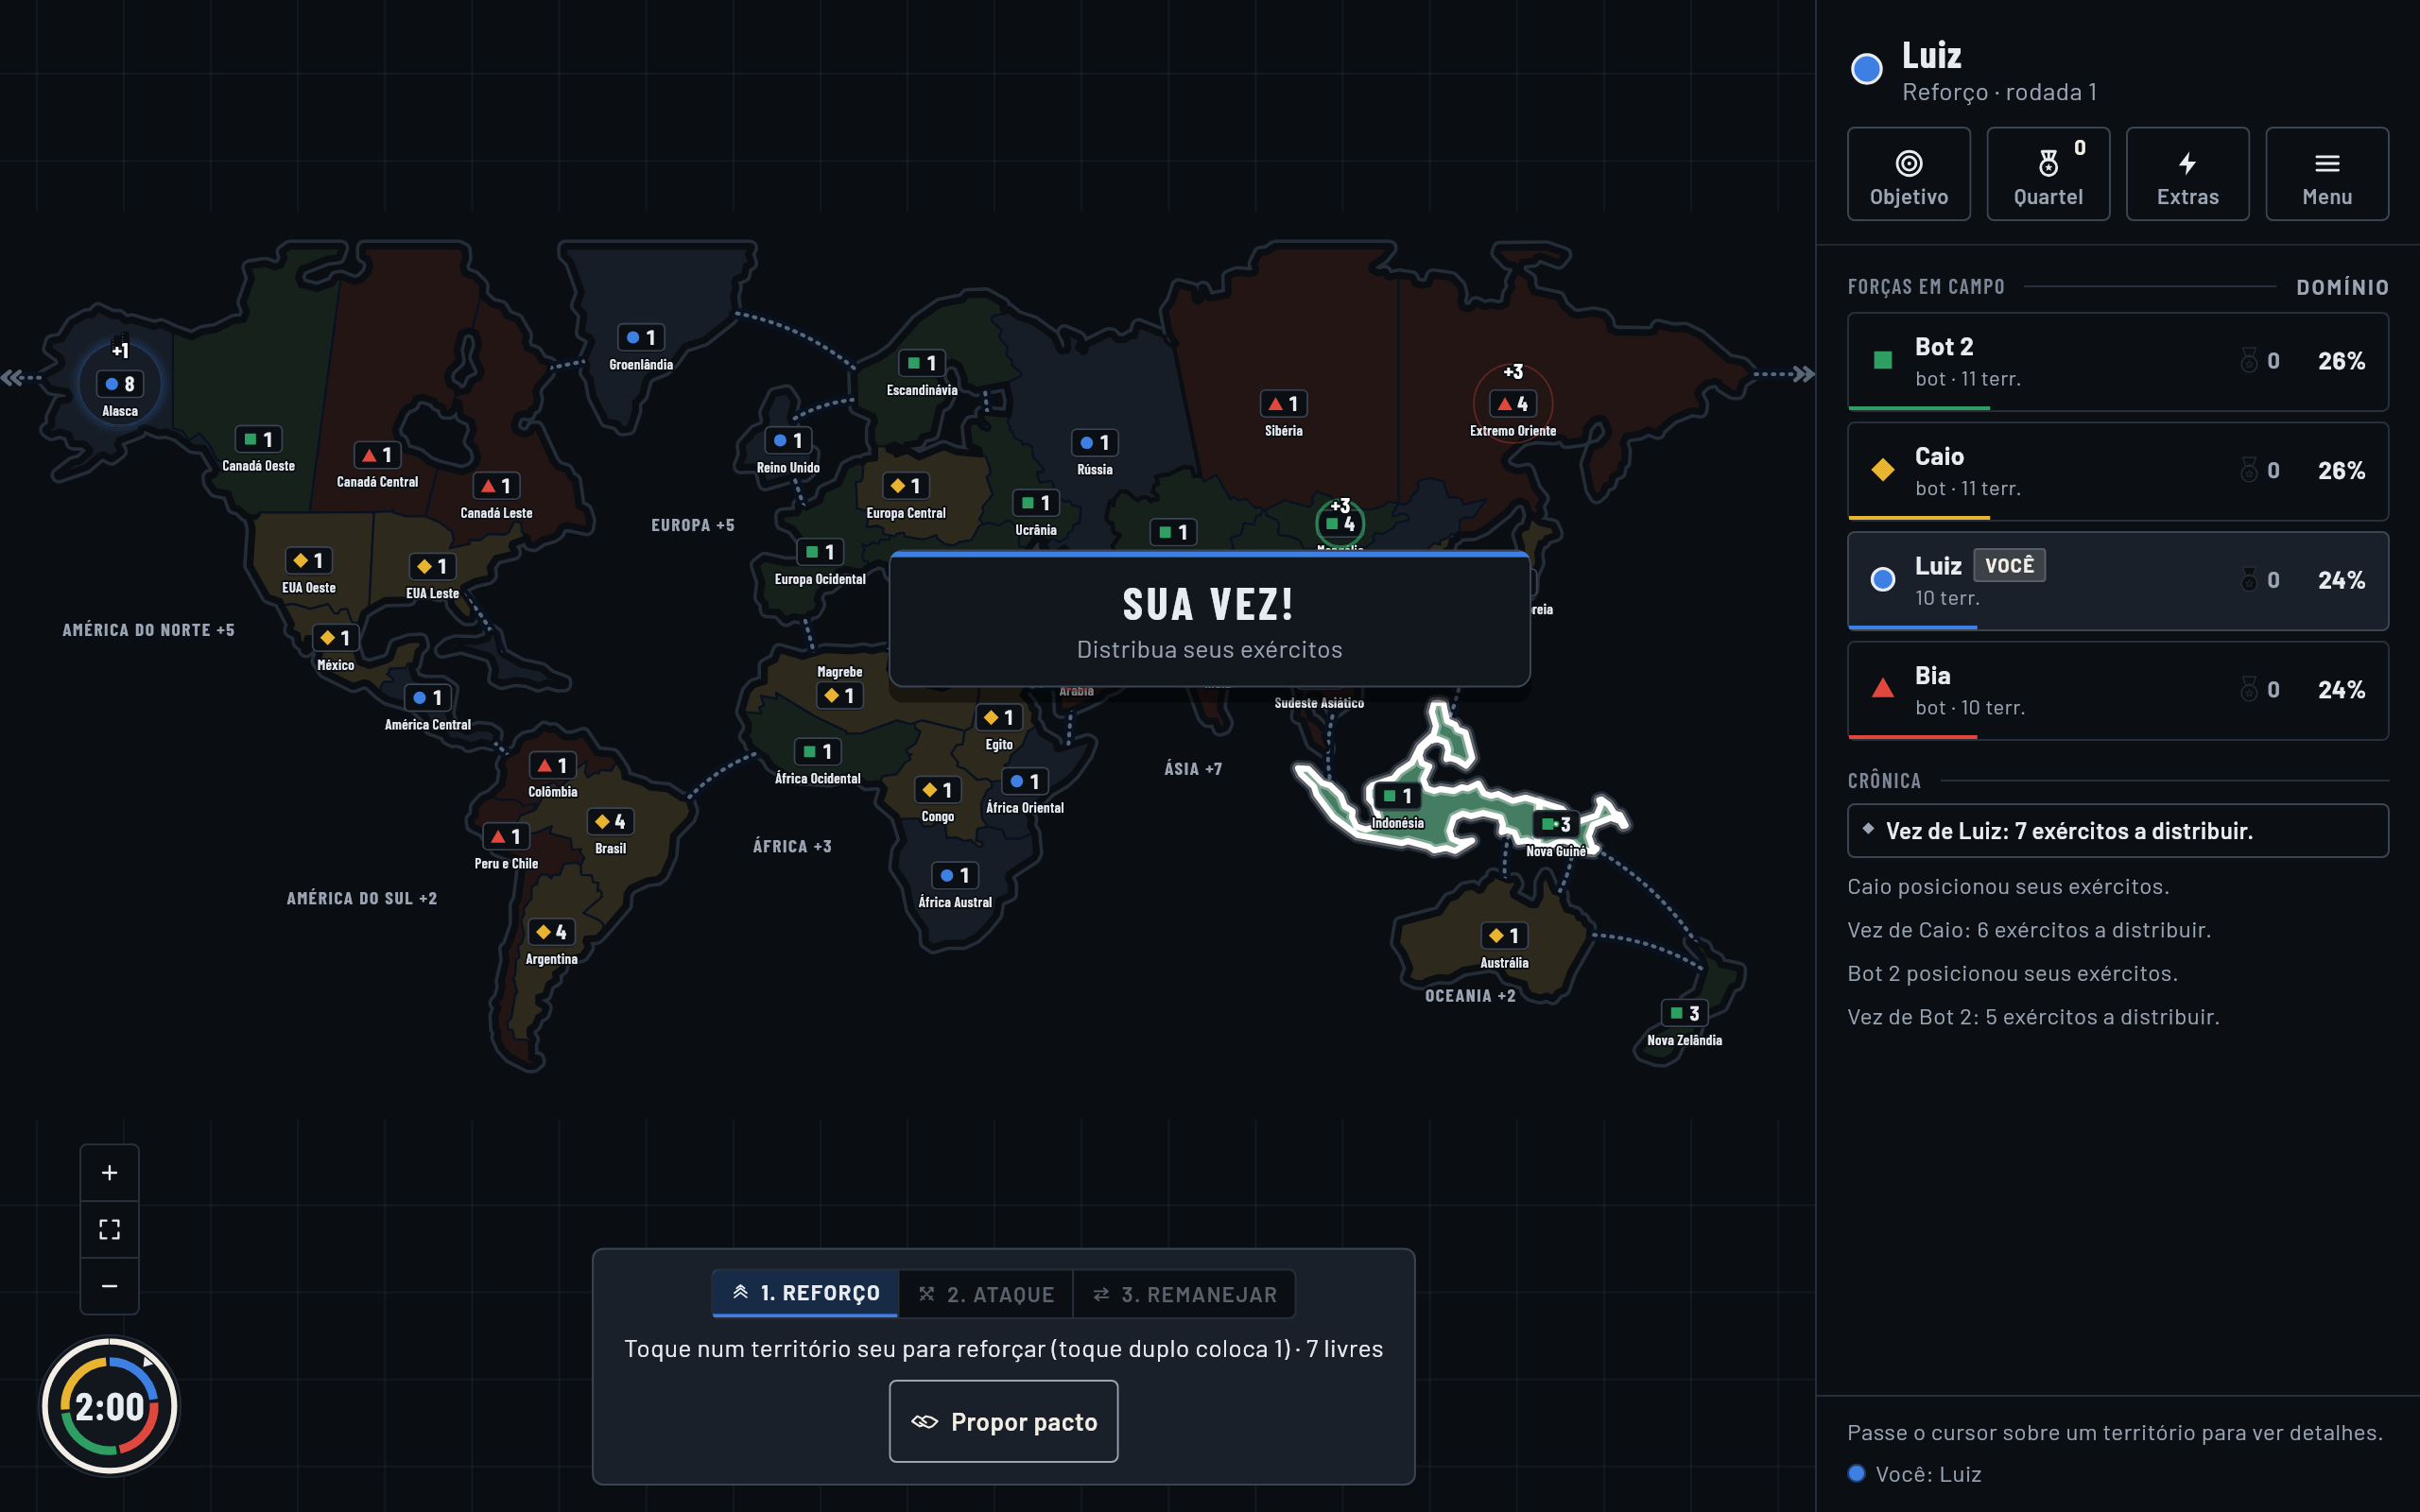 Luiz
Reforço · rodada 1
Objetivo
0
Quartel
Extras
Menu
FORÇAS EM CAMPO
DOMÍNIO
Bot 2
bot · 11 terr.
0
26%
Caio
bot · 11 terr.
0
26%
Luiz
VOCÊ
10 terr.
0
24%
Bia
bot · 10 terr.
0
24%
CRÔNICA
Vez de Luiz: 7 exércitos a distribuir.
Caio posicionou seus exércitos.
Vez de Caio: 6 exércitos a distribuir.
Bot 2 posicionou seus exércitos.
Vez de Bot 2: 5 exércitos a distribuir.
Passe o cursor sobre um território para ver detalhes.
Você: Luiz
+1
8
Alasca
1
Canadá Oeste
1
Canadá Central
1
Canadá Leste
1
Groenlândia
1
EUA Oeste
1
EUA Leste
1
México
1
América Central
AMÉRICA DO NORTE +5
1
Escandinávia
1
Reino Unido
1
Europa Central
1
Ucrânia
1
Rússia
1
Europa Ocidental
EUROPA +5
1
Sibéria
+3
4
Extremo Oriente
1
+3
4
SUA VEZ!
Distribua seus exércitos
Arábia
Sudeste Asiático
ÁSIA +7
Magrebe
1
1
Egito
1
África Ocidental
1
Congo
1
África Oriental
1
África Austral
ÁFRICA +3
1
Colômbia
4
Brasil
1
Peru e Chile
4
Argentina
AMÉRICA DO SUL +2
1
Indonésia
3
Nova Guiné
1
Austrália
OCEANIA +2
3
Nova Zelândia
+
−
2:00
1. REFORÇO
2. ATAQUE
3. REMANEJAR
Toque num território seu para reforçar (toque duplo coloca 1) · 7 livres
Propor pacto